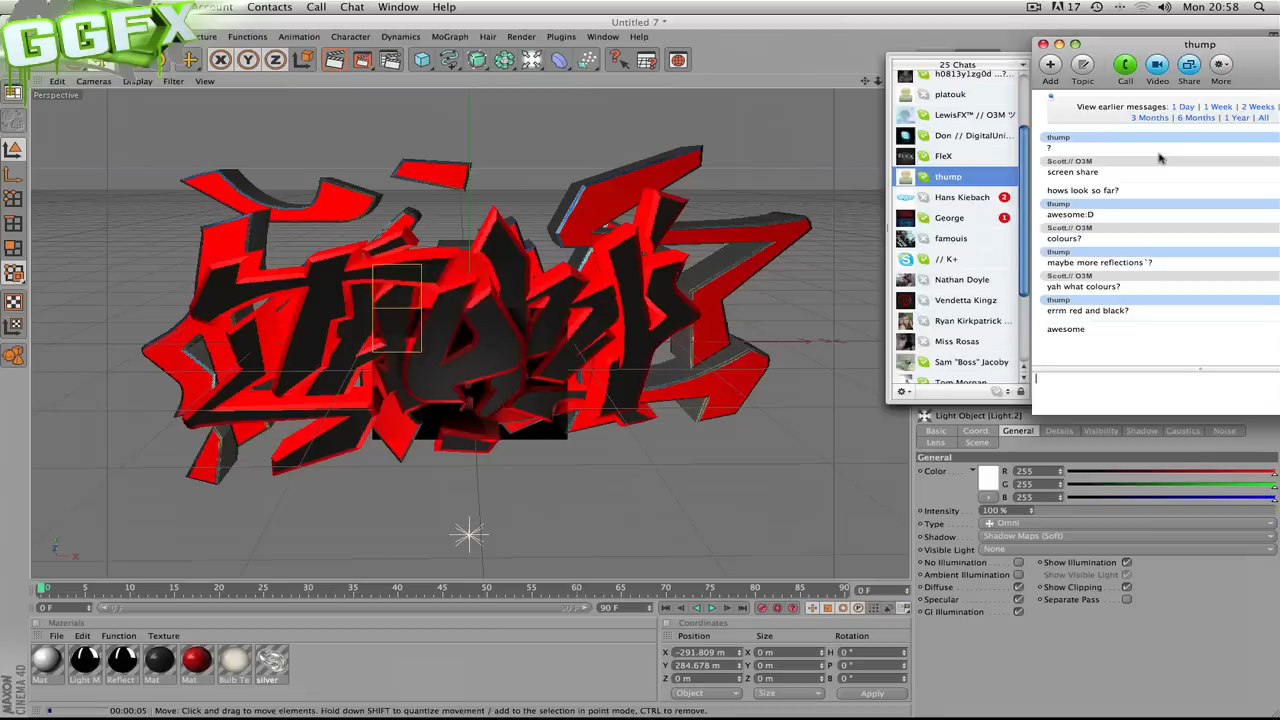 GGFX
Account Contacts Call Chat Window Help
17
Mon 20:58
Untitled 7 *
Functions Animation Character Dynamics MoGraph Hair Render Plugins Window Help
Edit Cameras Display Filter View
Perspective
thump
25 Chats
Add Topic Call Video Share More
h0813y1zg0d ...?...
platouk
LewisFX™ // O3M ツ
Don // DigitalUni...
FleX
thump
Hans Kiebach 2
George 1
famouis
// K+
Nathan Doyle
Vendetta Kingz
Ryan Kirkpatrick ...
Miss Rosas
Sam "Boss" Jacoby
Tom Morgan
View earlier messages: 1 Day | 1 Week | 2 Weeks |
3 Months | 6 Months | 1 Year | All
thump
?
Scott// O3M
screen share
hows look so far?
thump
awesome:D
Scott.// O3M
colours?
thump
maybe more reflections`?
Scott.// O3M
yah what colours?
thump
errm red and black?
awesome
Light Object [Light.2]
Basic Coord. General Details Visibility Shadow Caustics Noise
Lens Scene
General
Color R 255
G 255
B 255
Intensity 100 %
Type Omni
Shadow Shadow Maps (Soft)
Visible Light None
No Illumination Show Illumination
Ambient Illumination Show Visible Light
Diffuse Show Clipping
Specular Separate Pass
GI Illumination
0 5 10 15 20 25 30 35 40 45 50 55 60 65 70 75 80 85 90 0 F
0 F 0 F 90 F 90 F
Materials
File Edit Function Texture
Mat Light M Reflect Mat Mat Bulb Te silver
Coordinates
Position Size Rotation
X -291.809 m X 0 m H 0 °
Y 284.678 m Y 0 m P 0 °
Z 0 m Z 0 m B 0 °
Object Size Apply
MAXON
CINEMA 4D
00:00:05 Move: Click and drag to move elements. Hold down SHIFT to quantize movement / add to the selection in point mode, CTRL to remove.